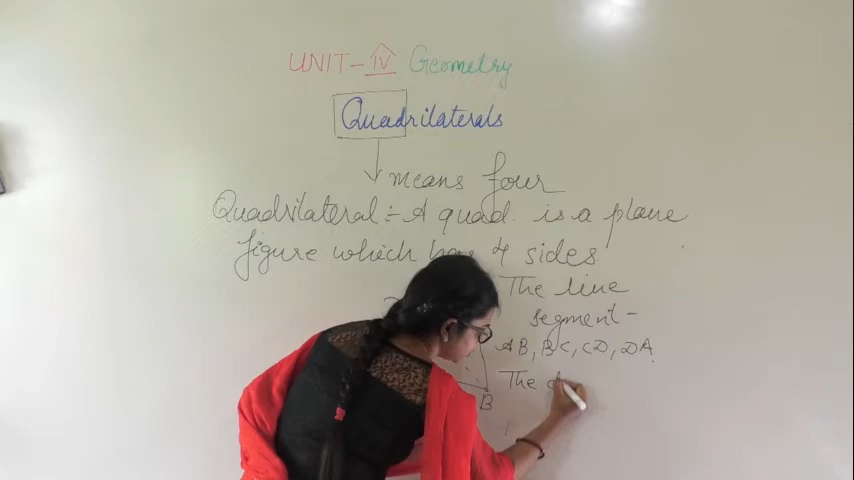 UNIT-IV Geometry
Quadrilaterals
means four
Quadrilateral :- A quad. is a plane
figure which have 4 sides.
The line
segment -
AB, BC, CD, DA
The
B